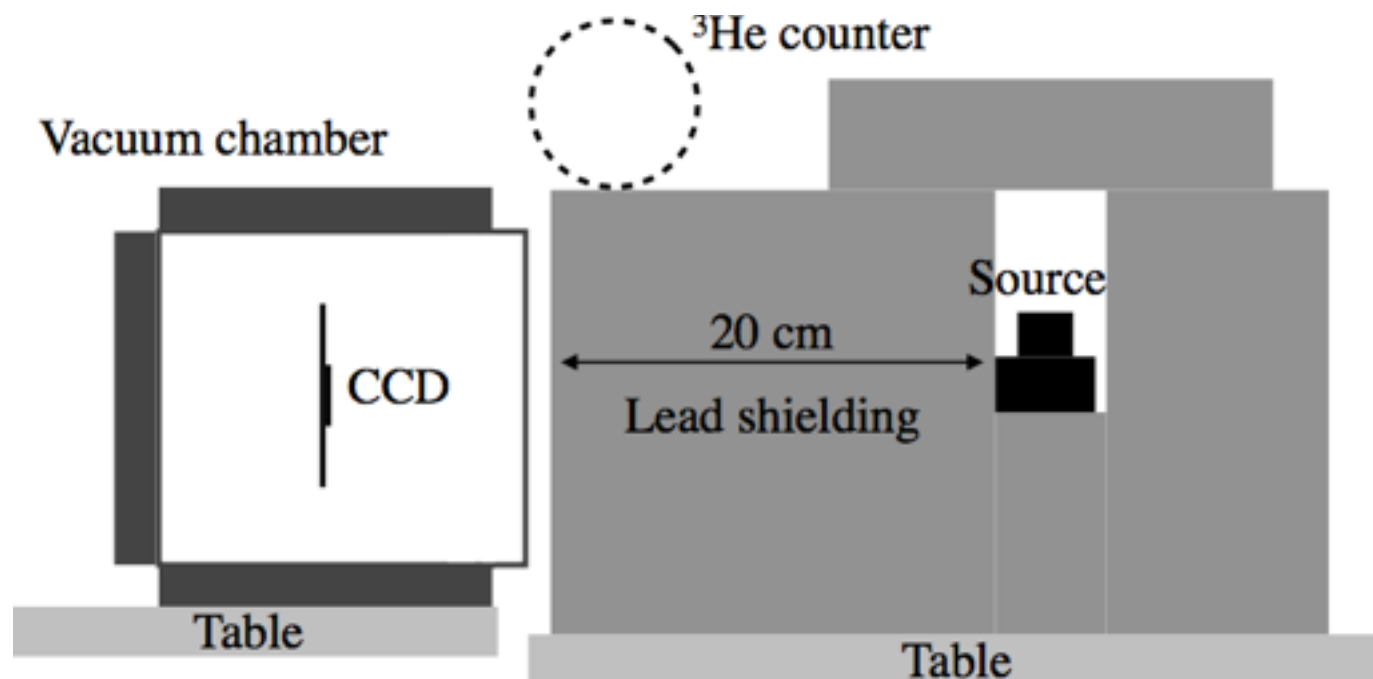 ³He counter
Vacuum chamber
Source
20 cm
CCD
Lead shielding
Table
Table